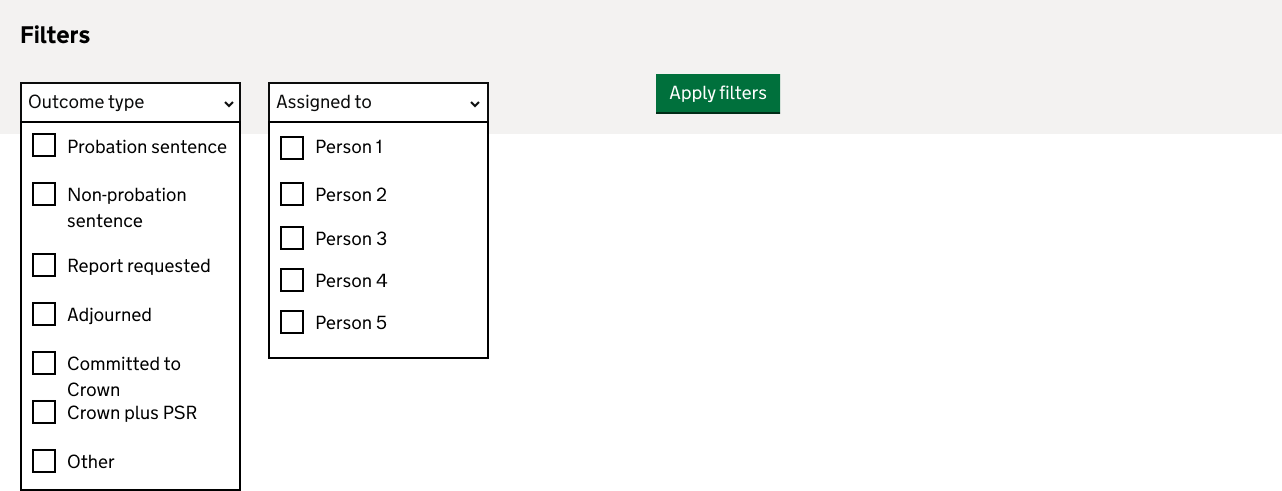 Filters
Outcome type
Assigned to
Apply filters
Probation sentence
Non-probation
sentence
Report requested
Adjourned
Committed to
Crown
Crown plus PSR
Other
Person 1
Person 2
Person 3
Person 4
Person 5